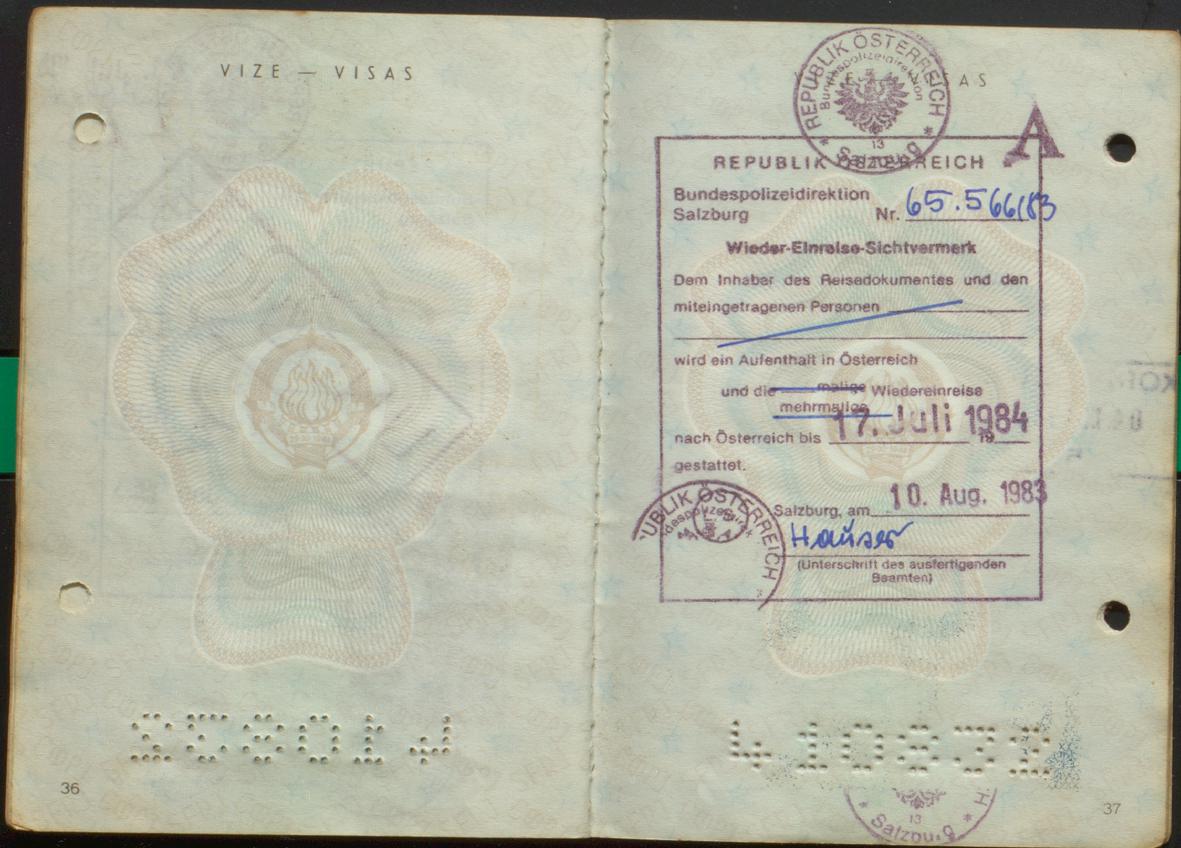 VIZE — VISAS
36
REPUBLIK ÖSTERREICH
Bundespolizeidirektion
* Salzburg *
13
AS
A
REPUBLIK ÖSTERREICH
Bundespolizeidirektion
Salzburg Nr. 65.566/83
Wieder-Einreise-Sichtvermerk
Dem Inhaber des Reisedokumentes und den
miteingetragenen Personen
wird ein Aufenthalt in Österreich
und die malige Wiedereinreise
mehrmalige
nach Österreich bis 17. Juli 1984
19
gestattet.
UBLIK ÖSTERREICH
Salzburg, am 10. Aug. 1983
Hauser
(Unterschrift des ausfertigenden
Beamten)
H
13
* Salzburg *
37